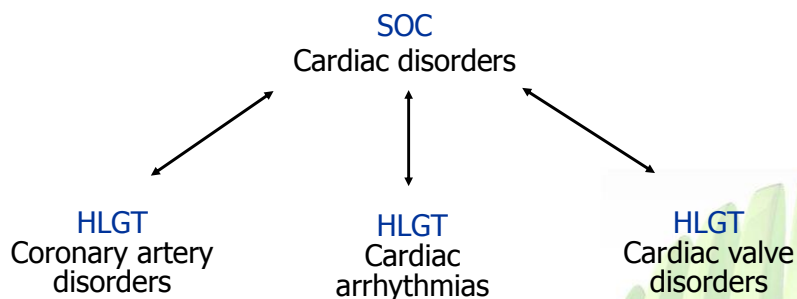 SOC
Cardiac disorders
HLGT
Coronary artery
disorders
HLGT
Cardiac
arrhythmias
HLGT
Cardiac valve
disorders